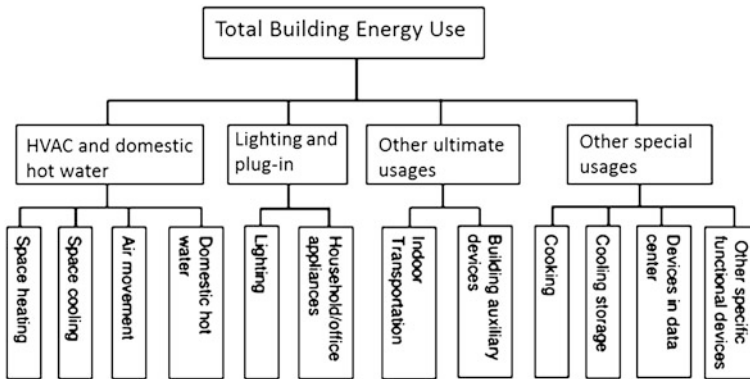 Total Building Energy Use
HVAC and domestic
hot water
Lighting and
plug-in
Other ultimate usages
Other special
usages
Space heating
Space cooling
Air movement
Domestic hot
water
Lighting
Household/office
appliances
Indoor
Transportation
Building auxiliary
devices
Cooking
Cooling storage
Devices in data
center
Other specific
functional devices